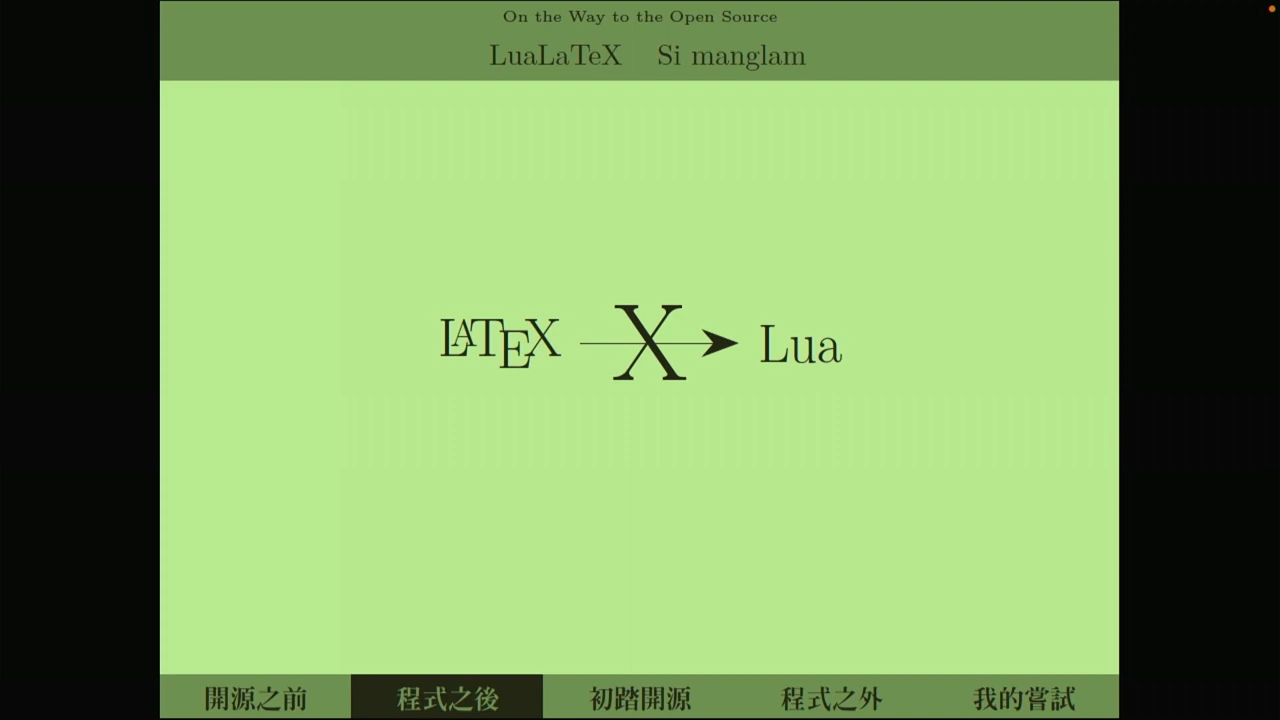 On the Way to the Open Source
LuaLaTeX Si manglam
LATEX X Lua
開源之前 程式之後 初踏開源 程式之外 我的嘗試